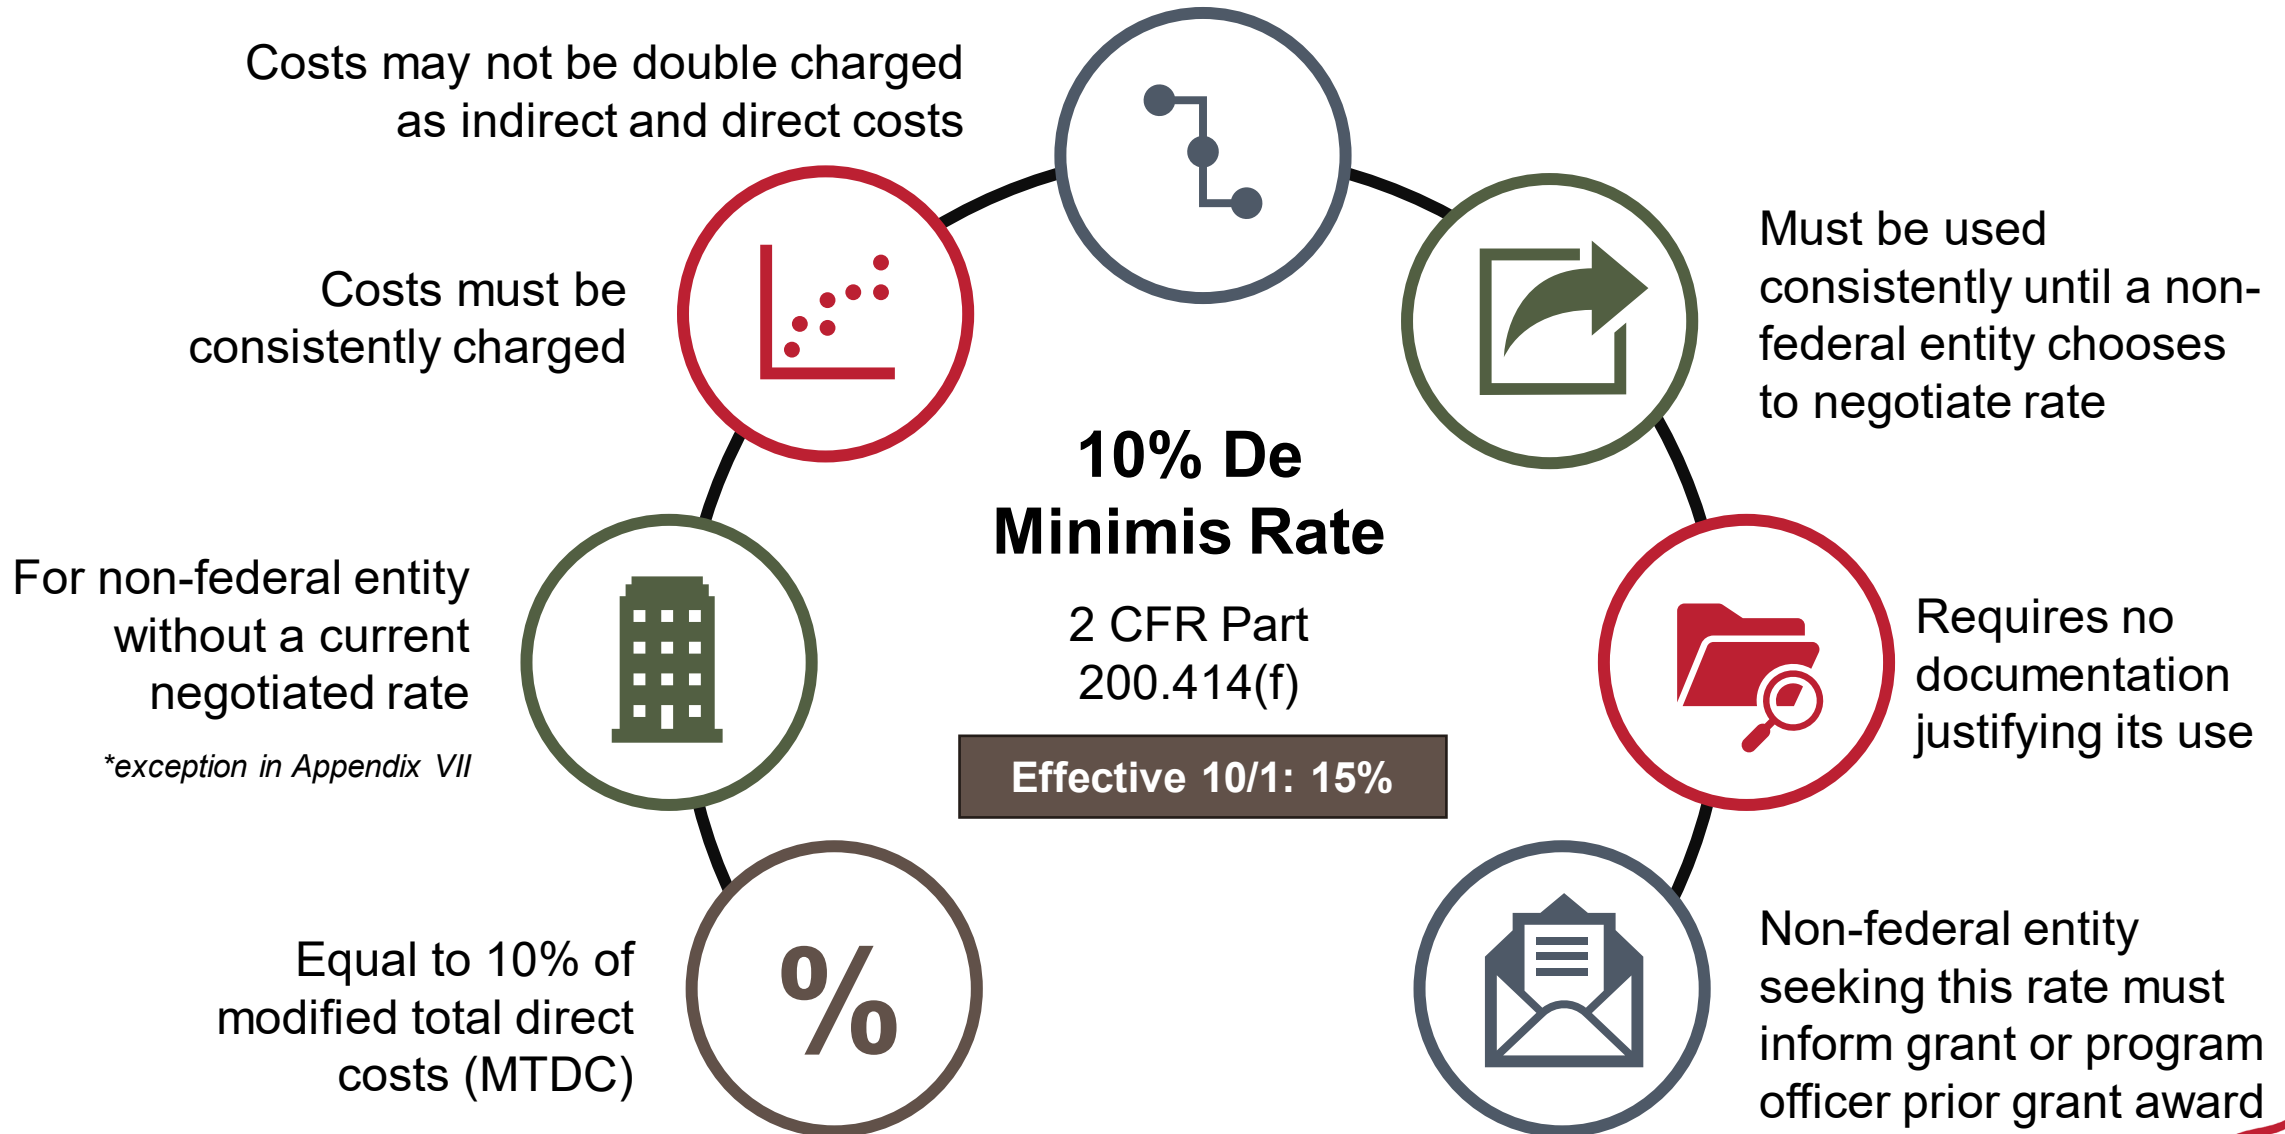 Costs may not be double charged
as indirect and direct costs
Costs must be
consistently charged
For non-federal entity
without a current
negotiated rate
*exception in Appendix VII
Equal to 10% of
modified total direct
costs (MTDC)
%
10% De
Minimis Rate
2 CFR Part
200.414(f)
Effective 10/1: 15%
Must be used
consistently until a non-
federal entity chooses
to negotiate rate
Requires no
documentation
justifying its use
Non-federal entity
seeking this rate must
inform grant or program
officer prior grant award